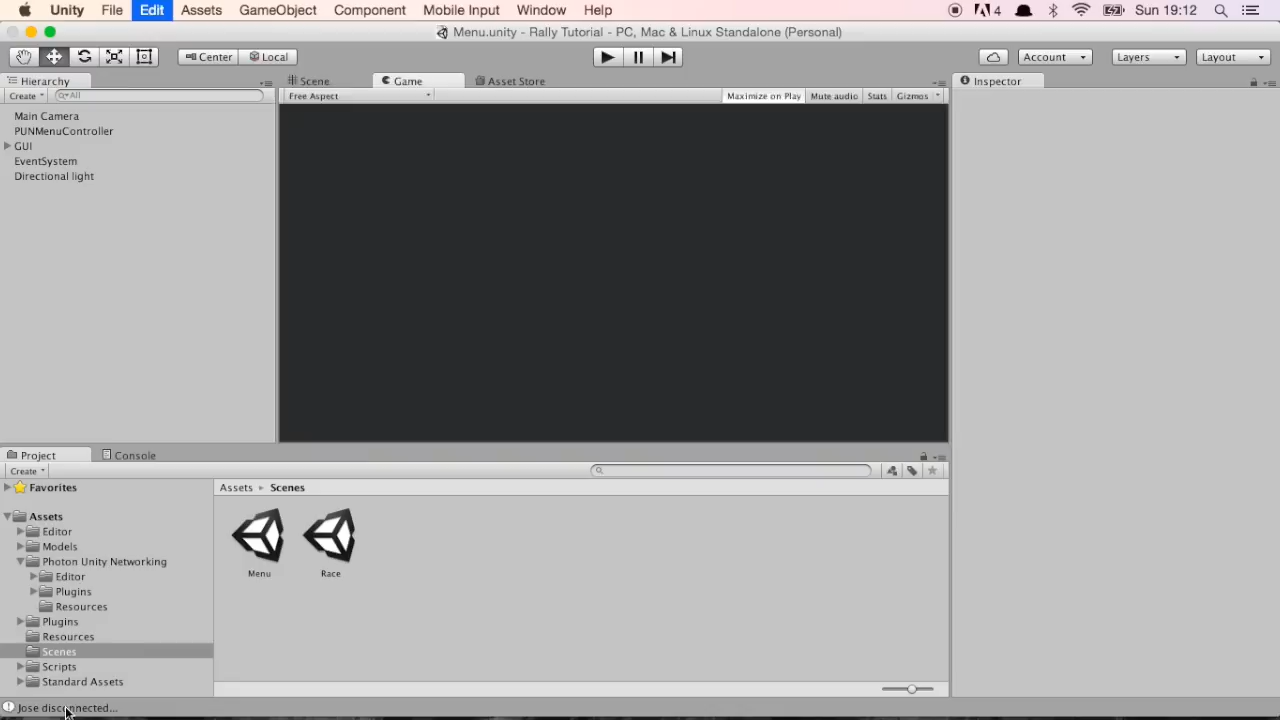 Unity File Edit Assets GameObject Component Mobile Input Window Help 4 Sun 19:12
Menu.unity - Rally Tutorial - PC, Mac & Linux Standalone (Personal)
Center Local Account Layers Layout
Hierarchy Scene Game Asset Store Inspector
Create All Free Aspect Maximize on Play Mute audio Stats Gizmos
Main Camera
PUNMenuController
GUI
EventSystem
Directional light
Project Console
Create
Favorites Assets Scenes
Assets
Editor
Models
Photon Unity Networking
Editor
Menu Race
Plugins
Resources
Plugins
Resources
Scenes
Scripts
Standard Assets
Jose disconnected...